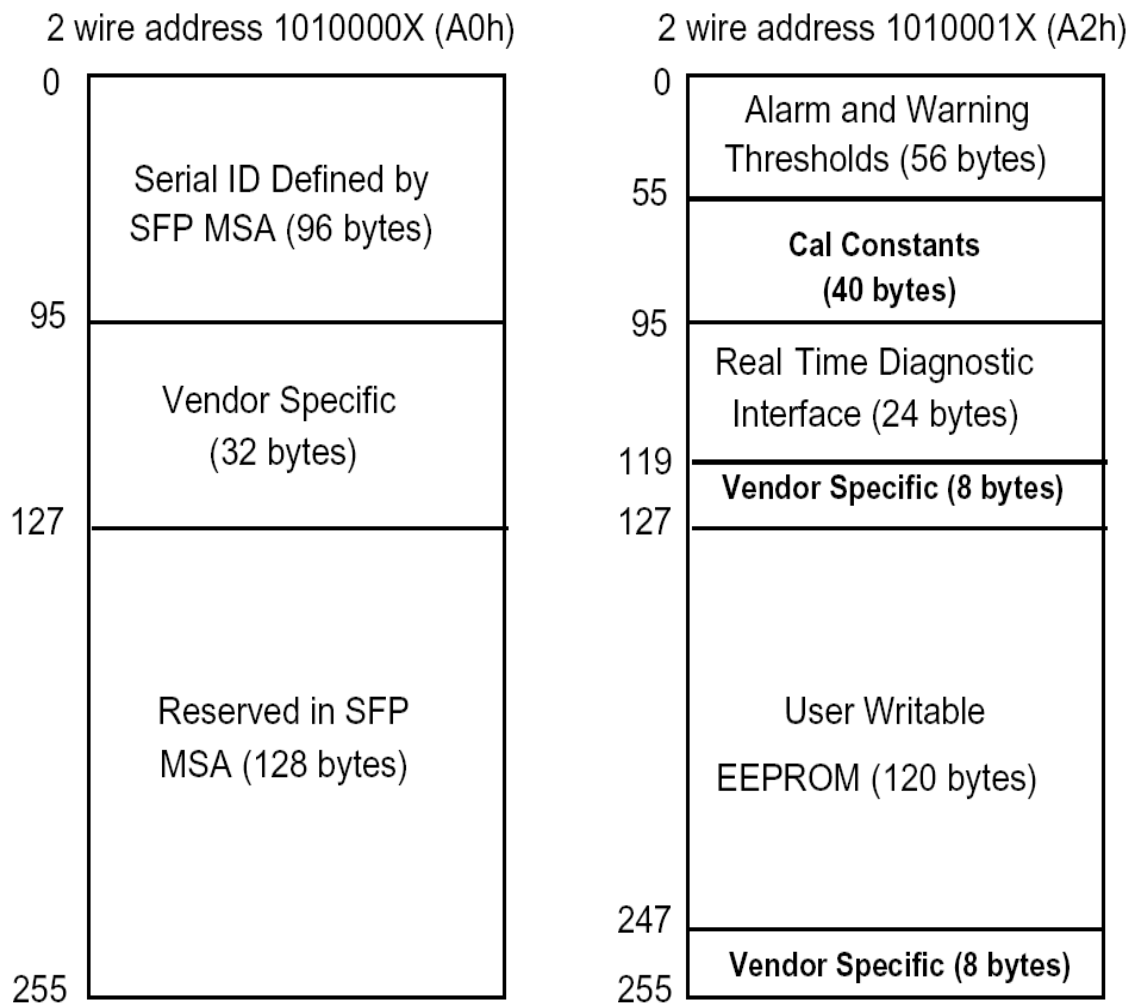 2 wire address 1010000X (A0h)
0
Serial ID Defined by
SFP MSA (96 bytes)
95
Vendor Specific
(32 bytes)
127
Reserved in SFP
MSA (128 bytes)
255
2 wire address 1010001X (A2h)
0
Alarm and Warning
Thresholds (56 bytes)
55
Cal Constants
(40 bytes)
95
Real Time Diagnostic
Interface (24 bytes)
119
Vendor Specific (8 bytes)
127
User Writable
EEPROM (120 bytes)
247
Vendor Specific (8 bytes)
255